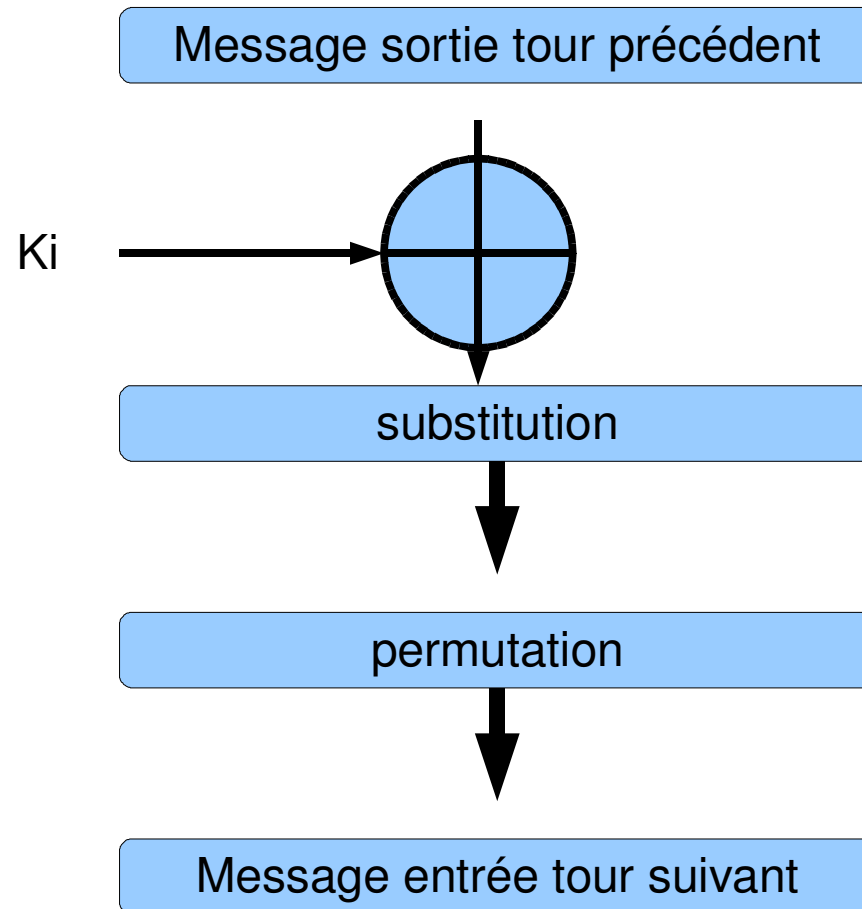 Message sortie tour précédent
Ki
substitution
permutation
Message entrée tour suivant